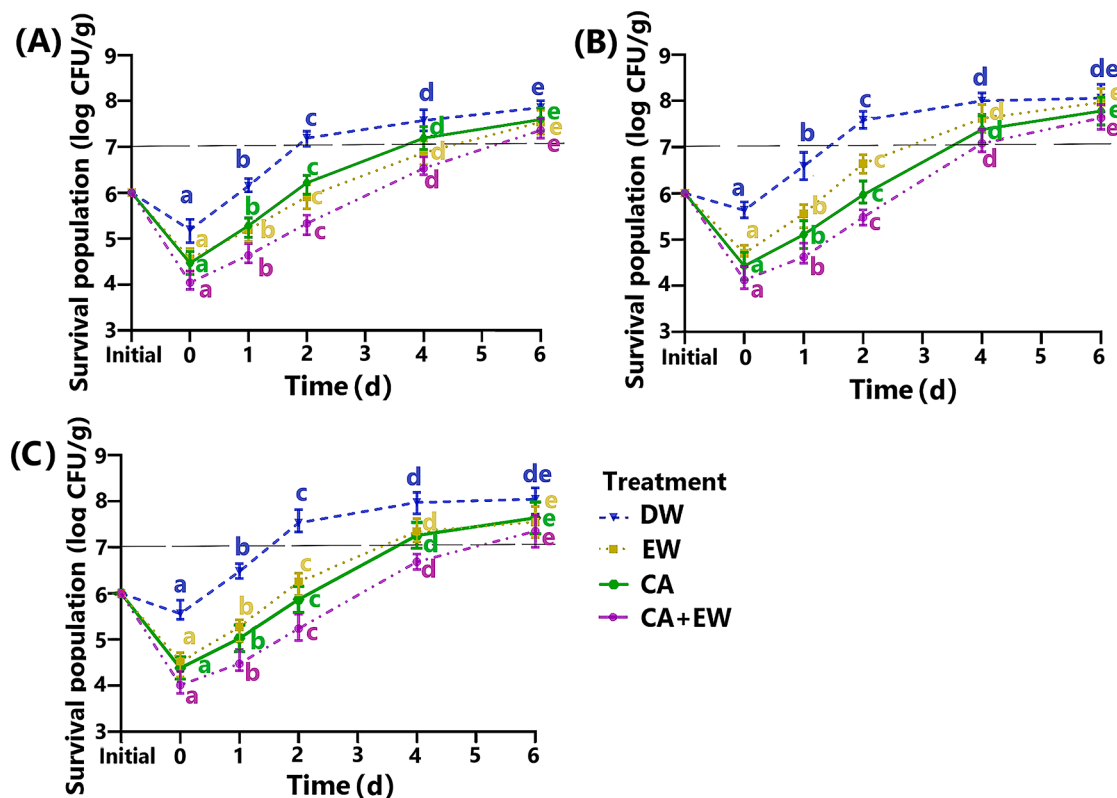 (A)
Survival population (log CFU/g)
9
8
7
6
5
4
3
Initial 0 1 2 3 4 5 6
Time (d)
a b c d e
a b c d e
a b c d e
a b c d e
(B)
Survival population (log CFU/g)
9
8
7
6
5
4
3
Initial 0 1 2 3 4 5 6
Time (d)
a b c d de
a b c d e
a b c d e
a b c d e
(C)
Survival population (log CFU/g)
9
8
7
6
5
4
3
Initial 0 1 2 3 4 5 6
Time (d)
a b c d de
a b c d e
a b c d e
a b c d e
Treatment
DW
EW
CA
CA+EW